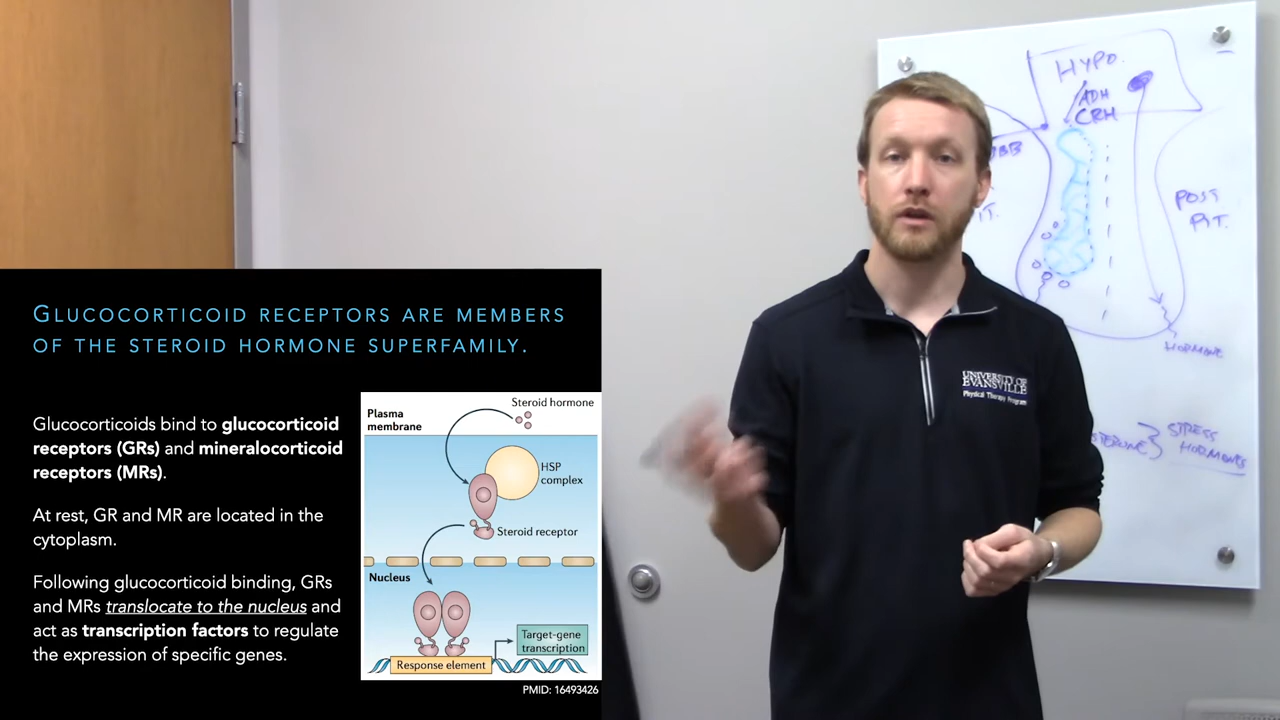 GLUCOCORTICOID RECEPTORS ARE MEMBERS
OF THE STEROID HORMONE SUPERFAMILY.
Glucocorticoids bind to glucocorticoid
receptors (GRs) and mineralocorticoid
receptors (MRs).
At rest, GR and MR are located in the
cytoplasm.
Following glucocorticoid binding, GRs
and MRs translocate to the nucleus and
act as transcription factors to regulate
the expression of specific genes.
Steroid hormone
Plasma
membrane
HSP
complex
Steroid receptor
Nucleus
Target-gene
transcription
Response element
PMID: 16493426
UNIVERSITY OF
EVANSVILLE
Physical Therapy Program
HYPO.
ADH
CRH
POST
PIT.
HORMONE
STRESS
HORMONES